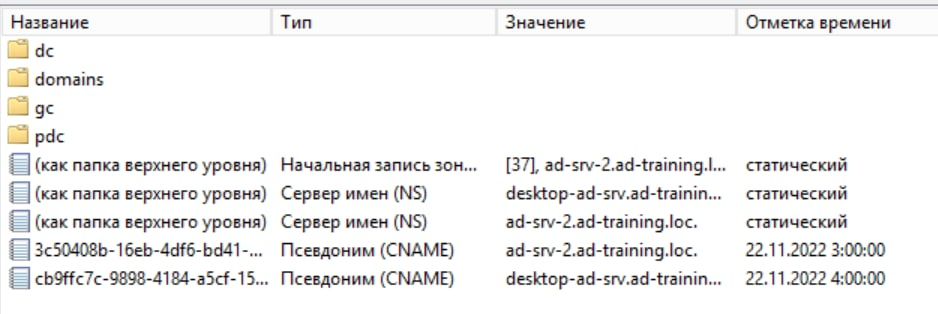 Название Тип Значение Отметка времени
dc
domains
gc
pdc
(как папка верхнего уровня) Начальная запись зон... [37], ad-srv-2.ad-training.l... статический
(как папка верхнего уровня) Сервер имен (NS) desktop-ad-srv.ad-trainin... статический
(как папка верхнего уровня) Сервер имен (NS) ad-srv-2.ad-training.loc. статический
3c50408b-16eb-4df6-bd41-... Псевдоним (CNAME) ad-srv-2.ad-training.loc. 22.11.2022 3:00:00
cb9ffc7c-9898-4184-a5cf-15... Псевдоним (CNAME) desktop-ad-srv.ad-trainin... 22.11.2022 4:00:00